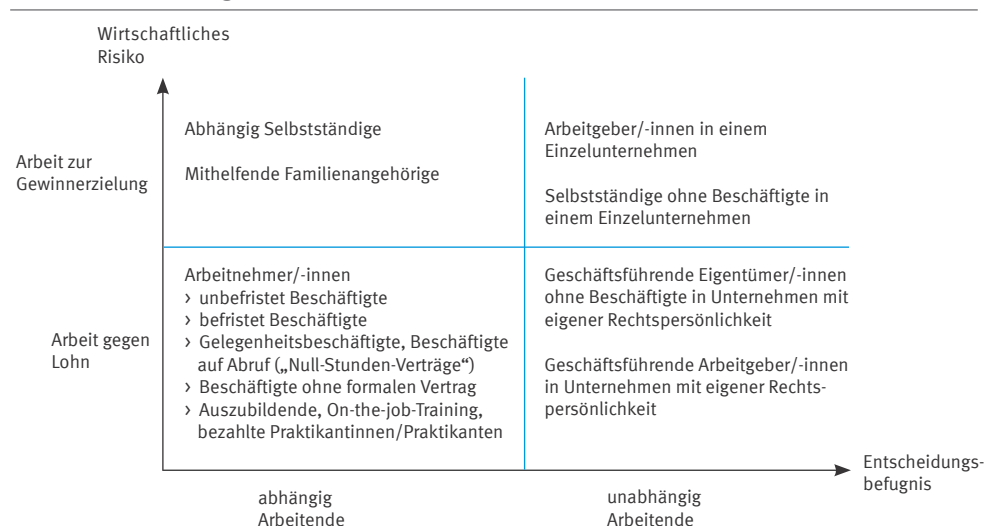 Wirtschaftliches
Risiko
Arbeit zur
Gewinnerzielung
Abhängig Selbstständige
Mithelfende Familienangehörige
Arbeitgeber/-innen in einem
Einzelunternehmen
Selbstständige ohne Beschäftigte in
einem Einzelunternehmen
Arbeit gegen
Lohn
Arbeitnehmer/-innen
› unbefristet Beschäftigte
› befristet Beschäftigte
› Gelegenheitsbeschäftigte, Beschäftigte
auf Abruf („Null-Stunden-Verträge“)
› Beschäftigte ohne formalen Vertrag
› Auszubildende, On-the-job-Training,
bezahlte Praktikantinnen/Praktikanten
Geschäftsführende Eigentümer/-innen
ohne Beschäftigte in Unternehmen mit
eigener Rechtspersönlichkeit
Geschäftsführende Arbeitgeber/-innen
in Unternehmen mit eigener Rechts-
persönlichkeit
Entscheidungs-
befugnis
abhängig
Arbeitende
unabhängig
Arbeitende